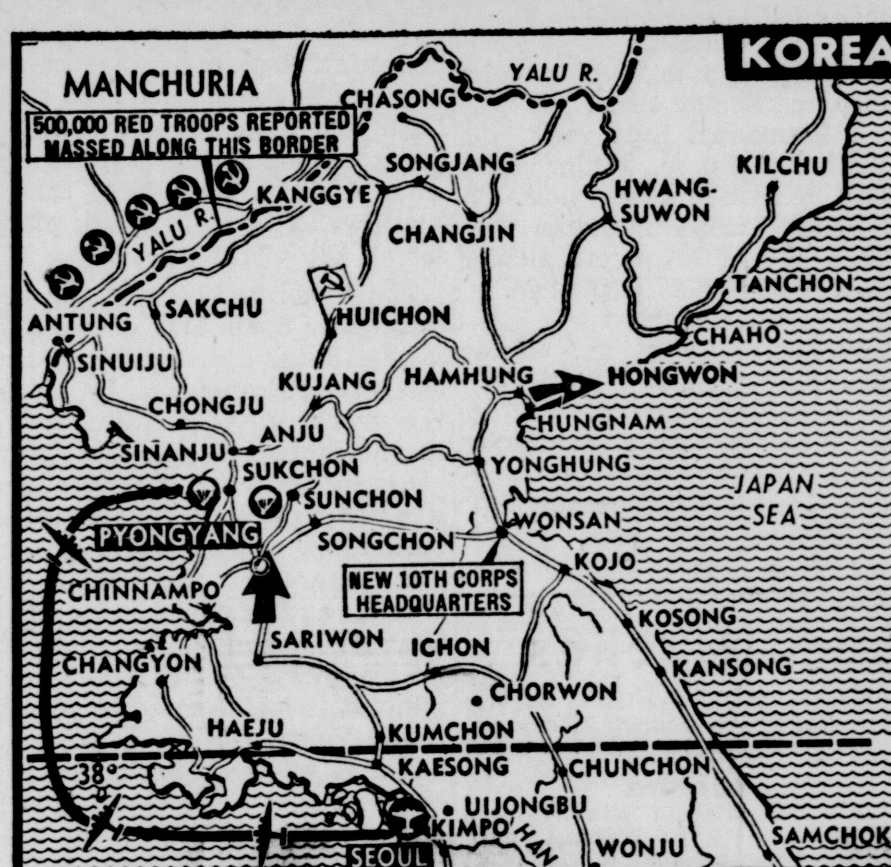 KOREA
YALU R.
MANCHURIA
CHASONG
500,000 RED TROOPS REPORTED
MASSED ALONG THIS BORDER
SONGJANG
KILCHU
KANGGYE
HWANG-
SUWON
YALU R.
CHANGJIN
TANCHON
SAKCHU
HUICHON
ANTUNG
CHAHO
SINUIJU
KUJANG
HAMHUNG
HONGWON
CHONGJU
HUNGNAM
ANJU
SINANJU
SUKCHON
YONGHUNG
JAPAN
SEA
SUNCHON
WONSAN
PYONGYANG
SONGCHON
KOJO
NEW 10TH CORPS
HEADQUARTERS
CHINNAMPO
KOSONG
SARIWON
ICHON
CHANGYON
KANSONG
CHORWON
HAEJU
KUMCHON
38°
KAESONG
CHUNCHON
UIJONGBU
KIMPO
HAN
SAMCHOK
WONJU
SEOUL